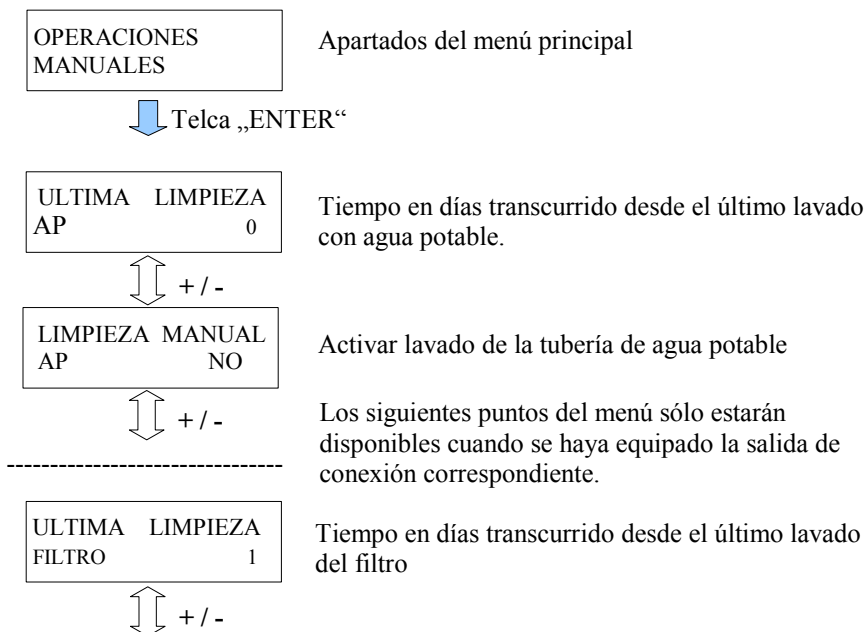 OPERACIONES
MANUALES
Apartados del menú principal
Telca „ENTER“
ULTIMA LIMPIEZA
AP 0
Tiempo en días transcurrido desde el último lavado
con agua potable.
+ / -
LIMPIEZA MANUAL
AP NO
Activar lavado de la tubería de agua potable
+ / -
Los siguientes puntos del menú sólo estarán
disponibles cuando se haya equipado la salida de
conexión correspondiente.
--------------------------------
ULTIMA LIMPIEZA
FILTRO 1
Tiempo en días transcurrido desde el último lavado
del filtro
+ / -